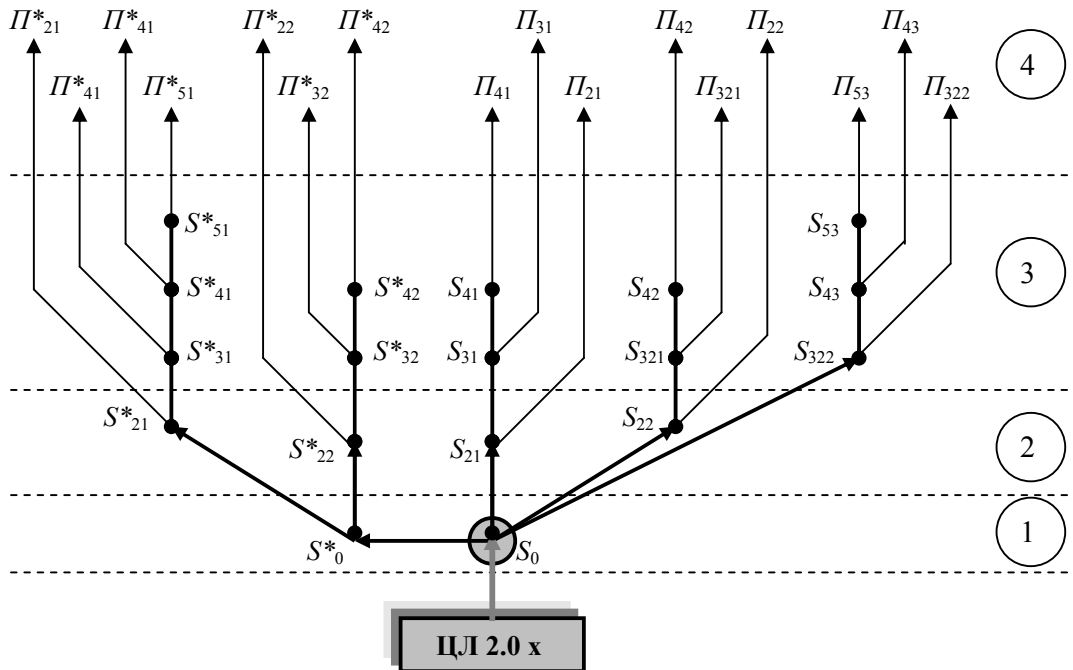 П*21 П*41 П*22 П*42 П31 П42 П22 П43
4
П*41 П*51 П*32 П41 П21 П321 П53 П322
S*51 S53
3
S*41 S*42 S41 S42 S43
S*31 S*32 S31 S321 S322
S*21 S*22 S21 S22
2
1
S*0 S0
ЦЛ 2.0 х